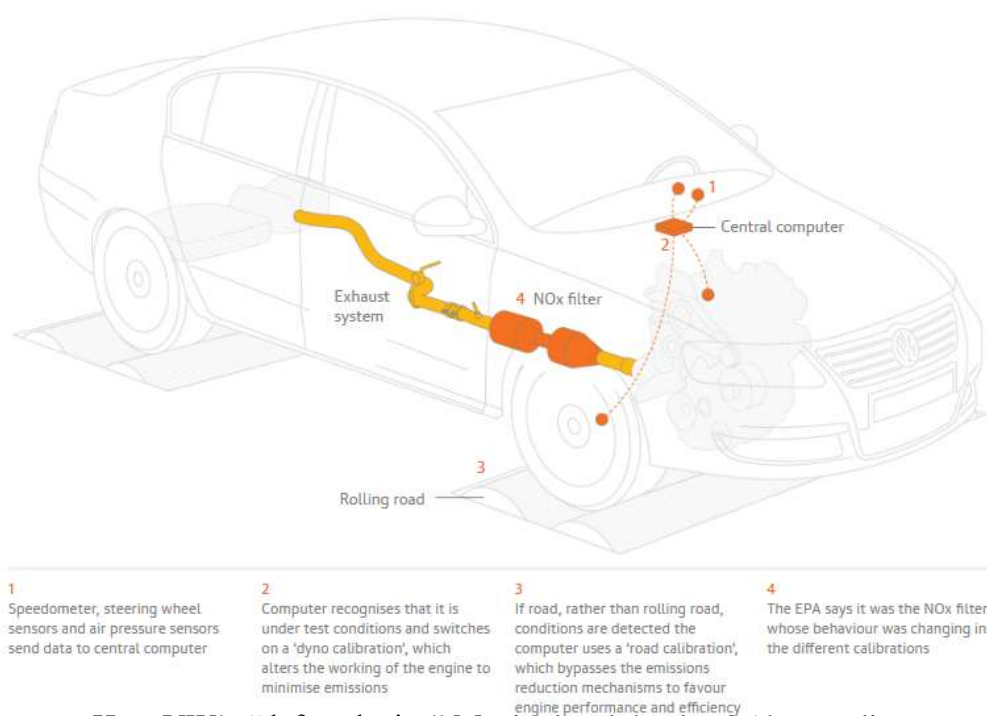 1
Central computer
2
Exhaust
system
4 NOx filter
3
Rolling road
1
Speedometer, steering wheel
sensors and air pressure sensors
send data to central computer
2
Computer recognises that it is
under test conditions and switches
on a 'dyno calibration', which
alters the working of the engine to
minimise emissions
3
If road, rather than rolling road,
conditions are detected the
computer uses a 'road calibration',
which bypasses the emissions
reduction mechanisms to favour
engine performance and efficiency
4
The EPA says it was the NOx filter
whose behaviour was changing in
the different calibrations